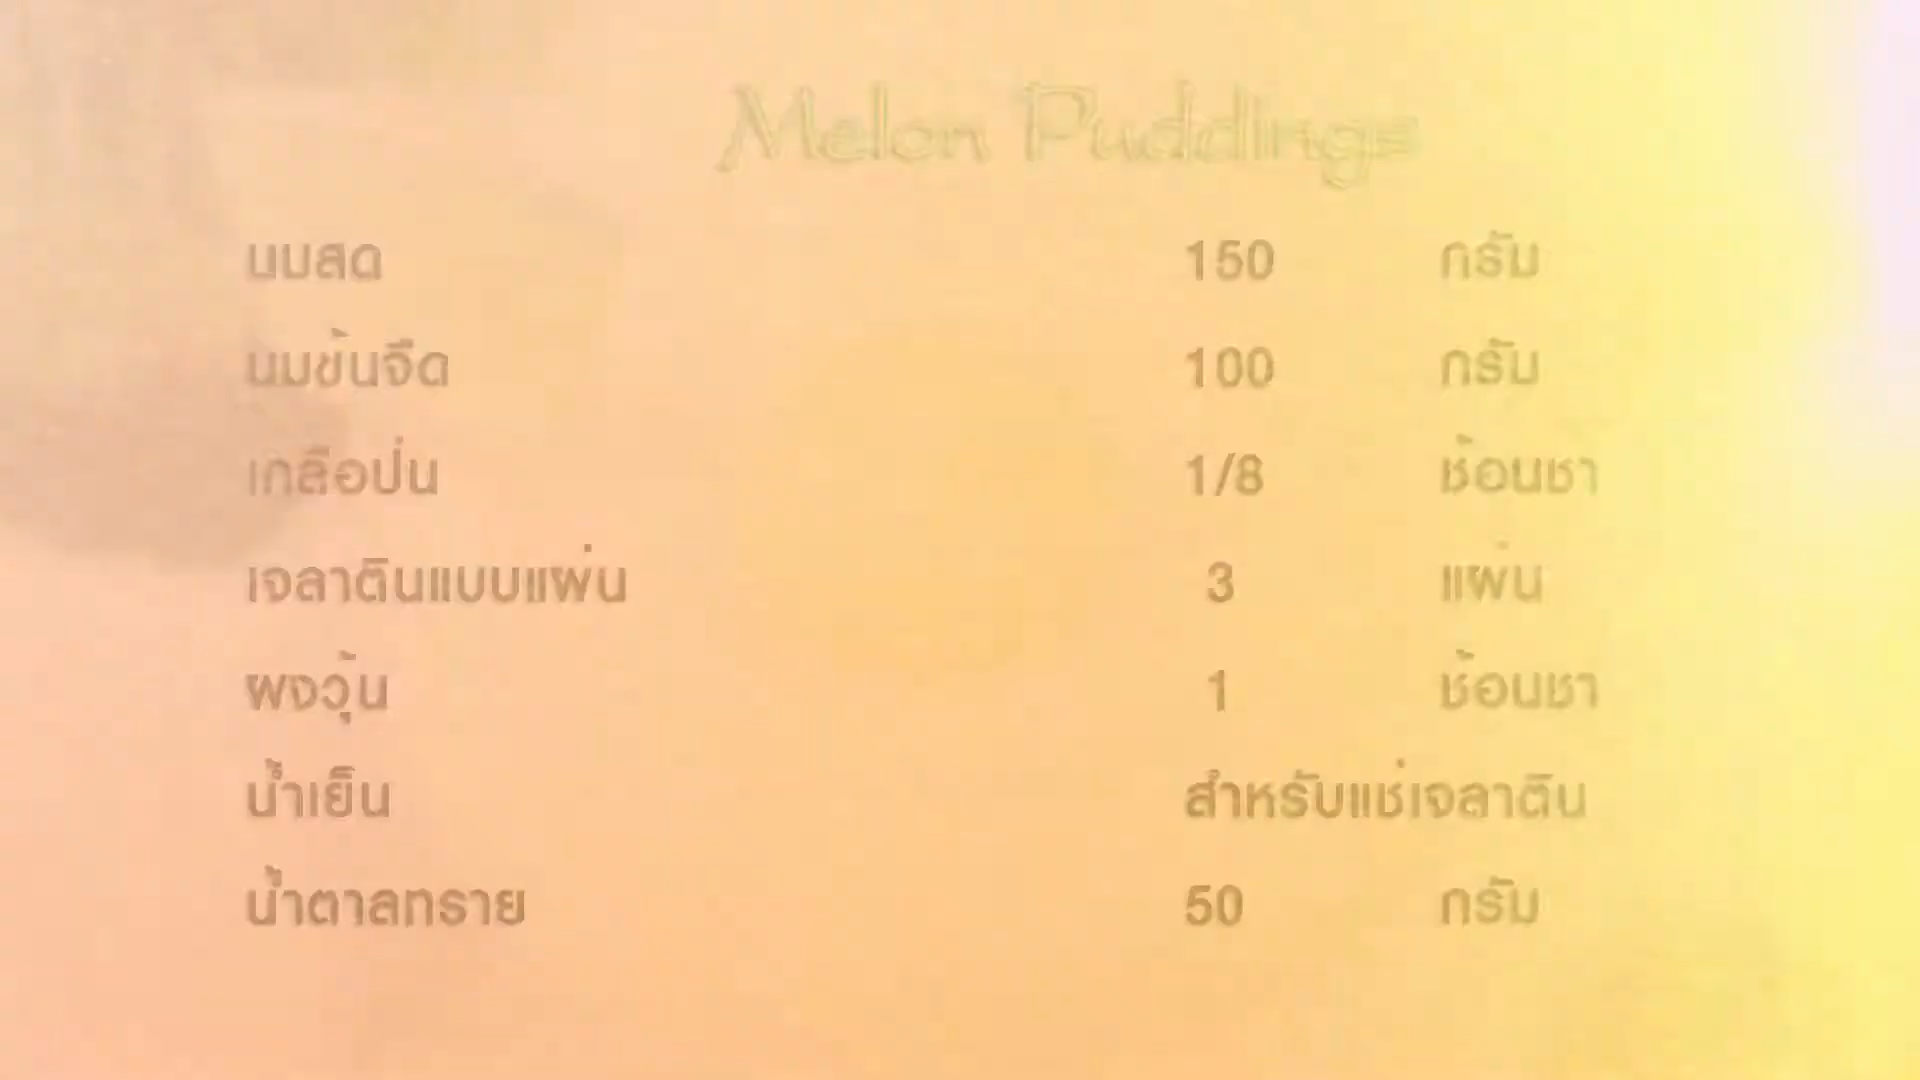 Melon Puddings
นมสด 150 กรัม
นมข้นจืด 100 กรัม
เกลือป่น 1/8 ช้อนชา
เจลาตินแบบแผ่น 3 แผ่น
ผงวุ้น 1 ช้อนชา
น้ำเย็น สำหรับแช่เจลาติน
น้ำตาลทราย 50 กรัม